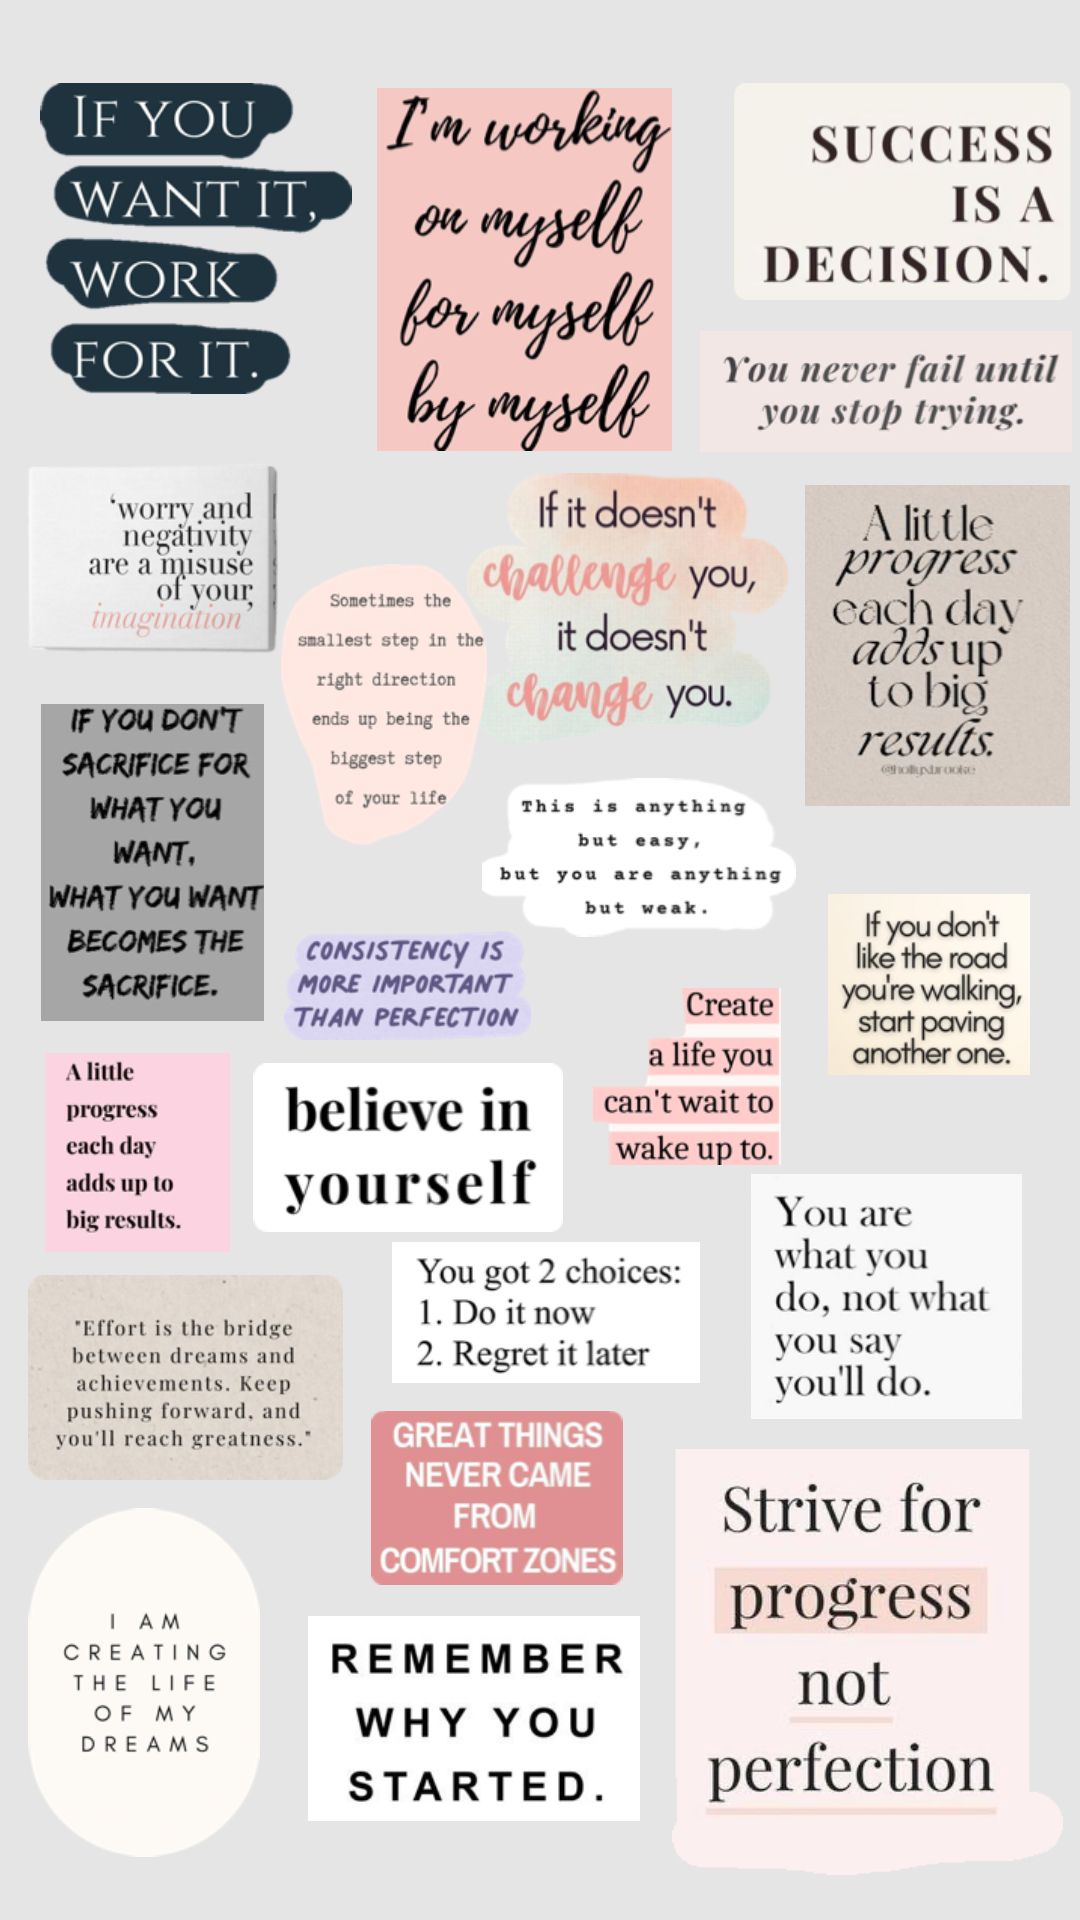 IF YOU
WANT IT,
WORK
FOR IT.
I'm working
on myself
for myself
by myself
SUCCESS
IS A
DECISION.
You never fail until
you stop trying.
‘worry and
negativity
are a misuse
of your
imagination’
Sometimes the
smallest step in the
right direction
ends up being the
biggest step
of your life
If it doesn't
challenge you,
it doesn't
change you.
A little
progress
each day
adds up
to big
results.
@hollysbrooke
IF YOU DON'T
SACRIFICE FOR
WHAT YOU
WANT,
WHAT YOU WANT
BECOMES THE
SACRIFICE.
This is anything
but easy,
but you are anything
but weak.
CONSISTENCY IS
MORE IMPORTANT
THAN PERFECTION
If you don't
like the road
you're walking,
start paving
another one.
Create
a life you
can't wait to
wake up to.
A little
progress
each day
adds up to
big results.
believe in
yourself
You are
what you
do, not what
you say
you'll do.
You got 2 choices:
1. Do it now
2. Regret it later
"Effort is the bridge
between dreams and
achievements. Keep
pushing forward, and
you'll reach greatness."
GREAT THINGS
NEVER CAME
FROM
COMFORT ZONES
Strive for
progress
not
perfection
I AM
CREATING
THE LIFE
OF MY
DREAMS
REMEMBER
WHY YOU
STARTED.